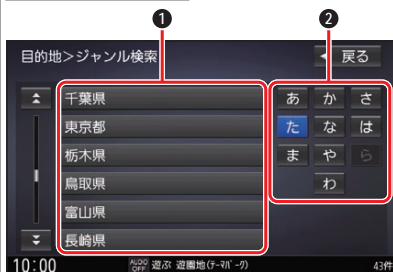 ❶ ❷
目的地>ジャンル検索 戻る
千葉県 あ か さ
東京都 た な は
栃木県 ま や ら
鳥取県 わ
富山県
長崎県
10:00 AUDIO OFF 遊ぶ 遊園地(テーマパーク) 43件